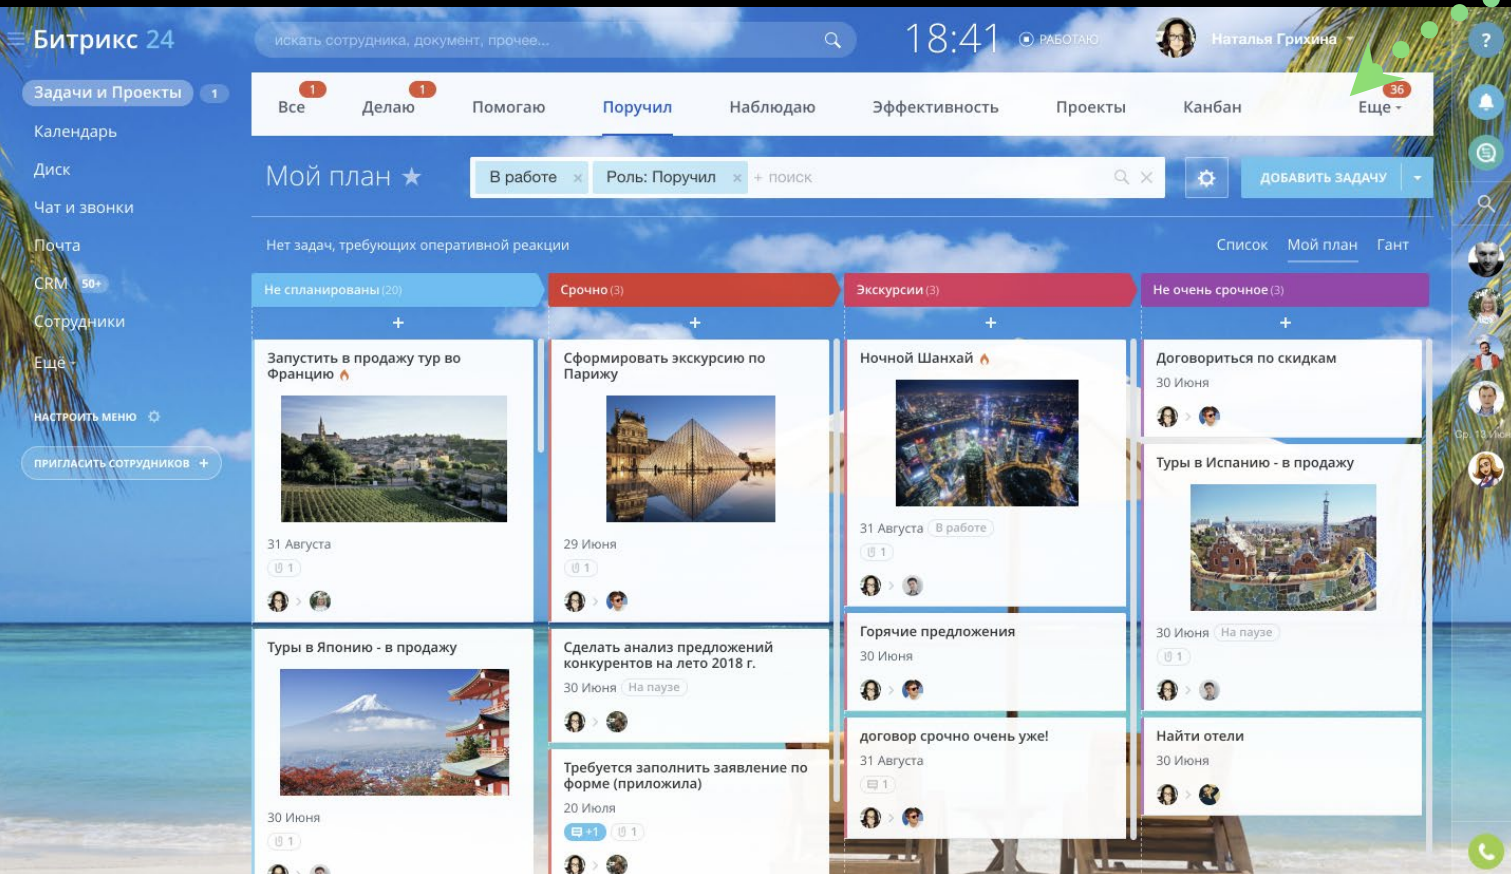 Битрикс 24
искать сотрудника, документ, прочее...
18:41
РАБОТАЮ
Наталья Грихина
?
Задачи и Проекты 1
Календарь
Диск
Чат и звонки
Почта
CRM 50+
Сотрудники
Ещё
НАСТРОИТЬ МЕНЮ
ПРИГЛАСИТЬ СОТРУДНИКОВ +
1
1
36
Все Делаю Помогаю Поручил Наблюдаю Эффективность Проекты Канбан Еще
Мой план
В работе × Роль: Поручил × + поиск
ДОБАВИТЬ ЗАДАЧУ
Нет задач, требующих оперативной реакции
Список Мой план Гант
Не спланированы (20)
+
Запустить в продажу тур во
Францию
31 Августа
1
Туры в Японию - в продажу
30 Июня
1
Срочно (3)
+
Сформировать экскурсию по
Парижу
29 Июня
1
Сделать анализ предложений
конкурентов на лето 2018 г.
30 Июня На паузе
Требуется заполнить заявление по
форме (приложила)
20 Июля
+1 1
Экскурсии (3)
+
Ночной Шанхай
31 Августа В работе
1
Горячие предложения
30 Июня
договор срочно очень уже!
31 Августа
1
Не очень срочное (3)
+
Договориться по скидкам
30 Июня
Туры в Испанию - в продажу
30 Июня На паузе
1
Найти отели
30 Июня